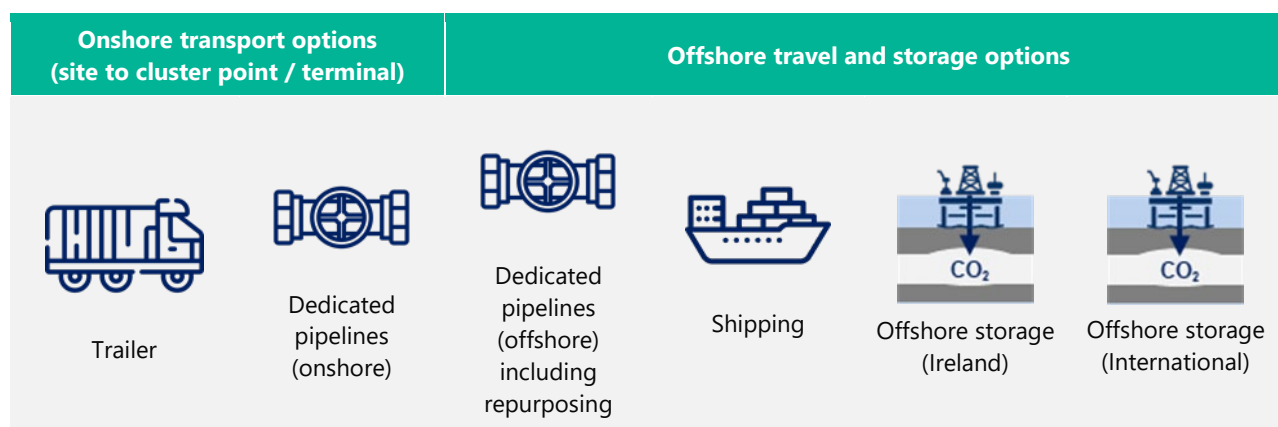 Onshore transport options
(site to cluster point / terminal)
Offshore travel and storage options
Trailer
Dedicated
pipelines
(onshore)
Dedicated
pipelines
(offshore)
including
repurposing
Shipping
CO₂
Offshore storage
(Ireland)
CO₂
Offshore storage
(International)